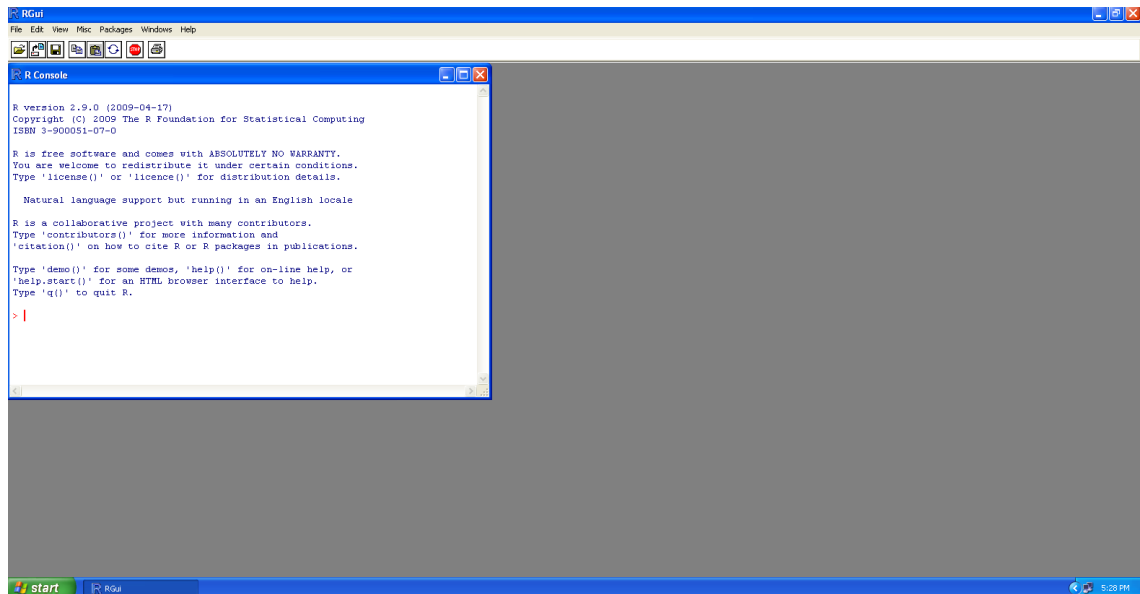 RGui
File Edit View Misc Packages Windows Help
STOP
R Console
R version 2.9.0 (2009-04-17)
Copyright (C) 2009 The R Foundation for Statistical Computing
ISBN 3-900051-07-0
R is free software and comes with ABSOLUTELY NO WARRANTY.
You are welcome to redistribute it under certain conditions.
Type 'license()' or 'licence()' for distribution details.
Natural language support but running in an English locale
R is a collaborative project with many contributors.
Type 'contributors()' for more information and
'citation()' on how to cite R or R packages in publications.
Type 'demo()' for some demos, 'help()' for on-line help, or
'help.start()' for an HTML browser interface to help.
Type 'q()' to quit R.
>
start RGui 5:28 PM